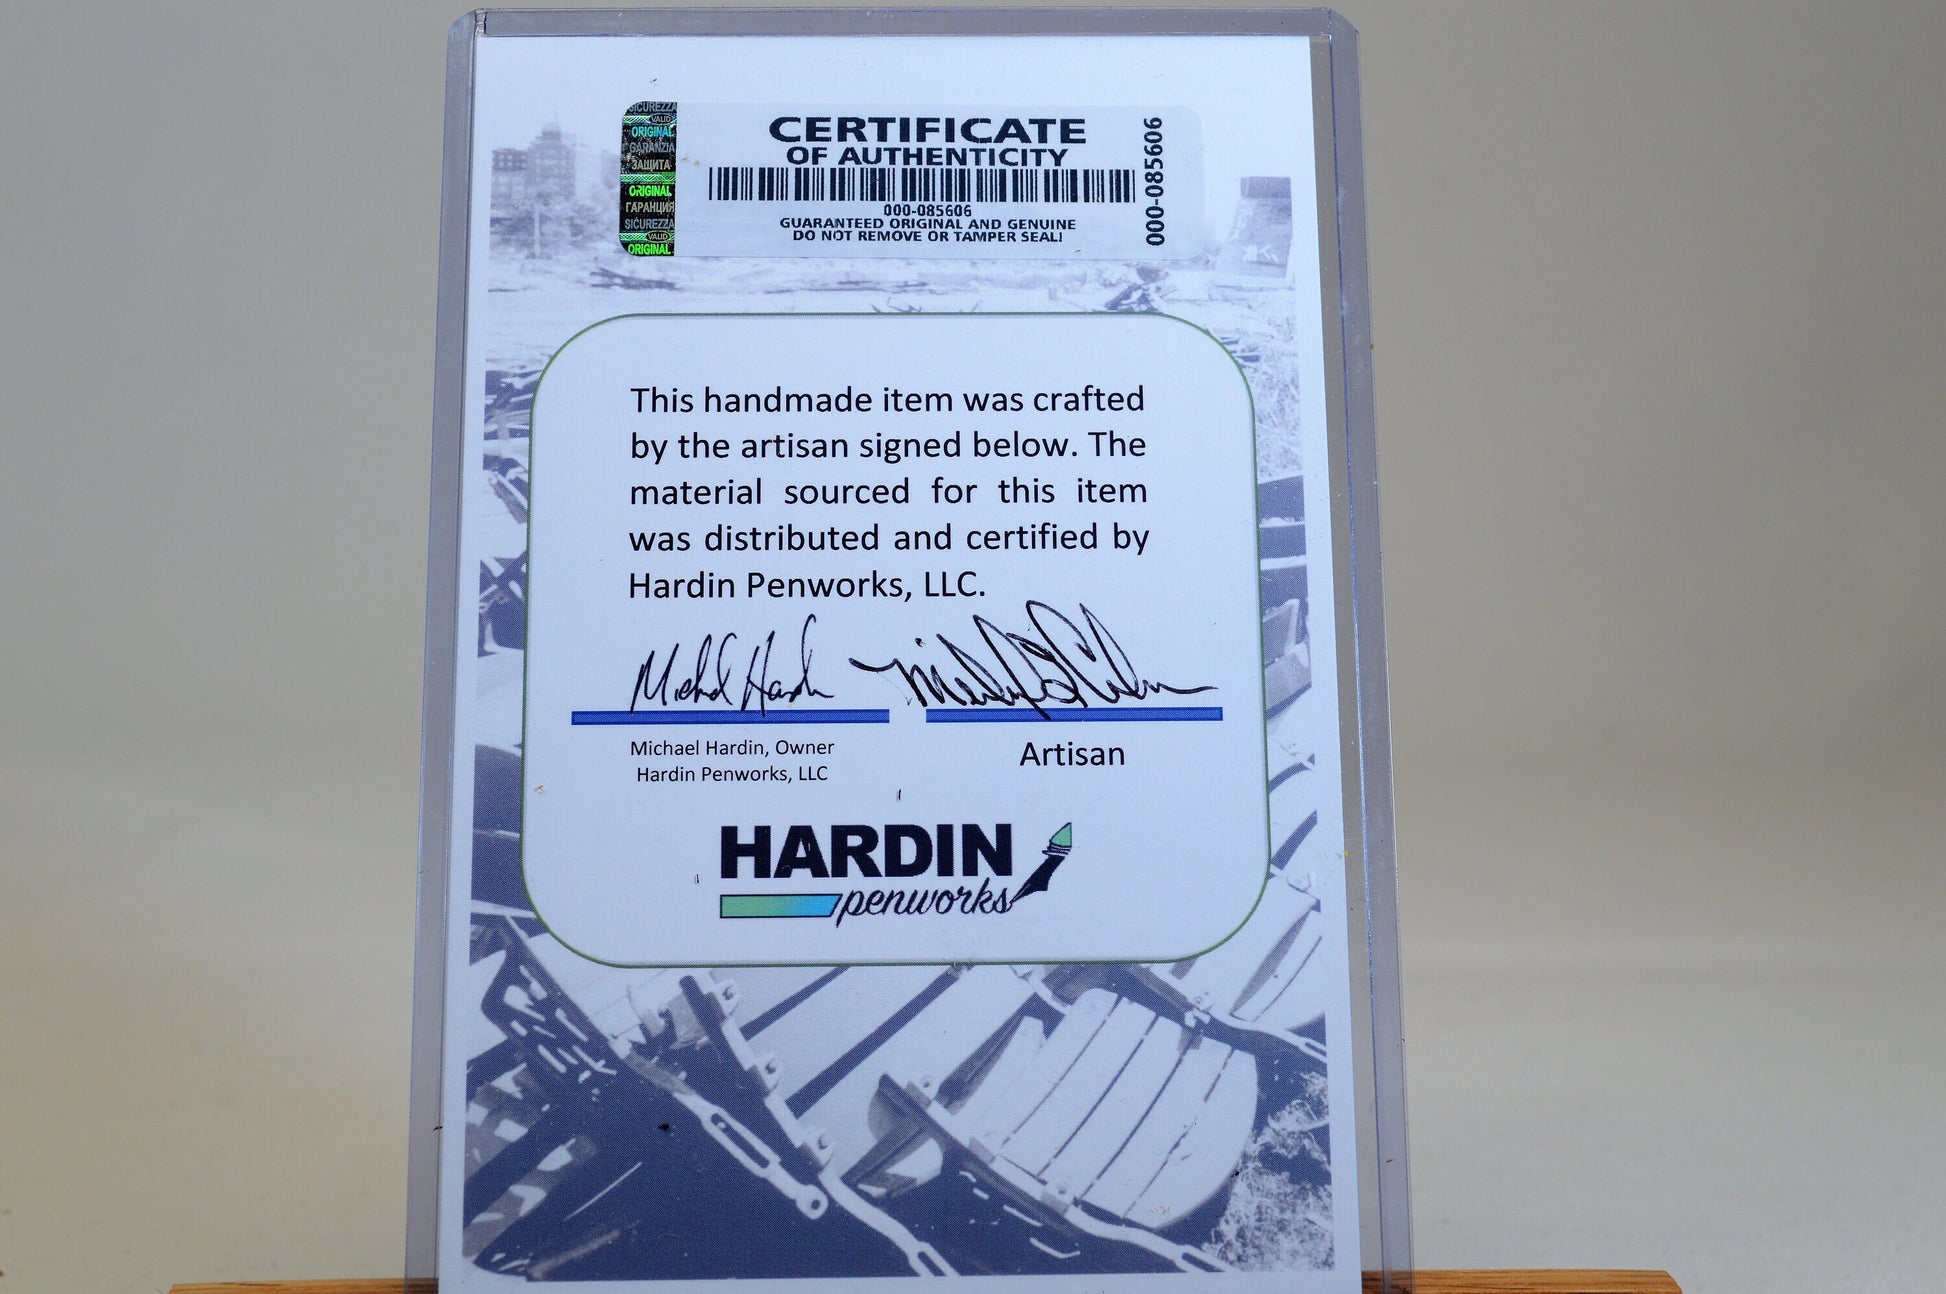 SICUREZZA
VALID
ORIGINAL
GARANZIA
ЗАЩИТА
ORIGINAL
ГАРАНЦИЯ
SICUREZZA
VALID
ORIGINAL
CERTIFICATE
OF AUTHENTICITY
000-085606
GUARANTEED ORIGINAL AND GENUINE
DO NOT REMOVE OR TAMPER SEAL!
000-085606
This handmade item was crafted
by the artisan signed below. The
material sourced for this item
was distributed and certified by
Hardin Penworks, LLC.
Michael Hardin
Michael Hardin, Owner
Hardin Penworks, LLC
Artisan
HARDIN
penworks